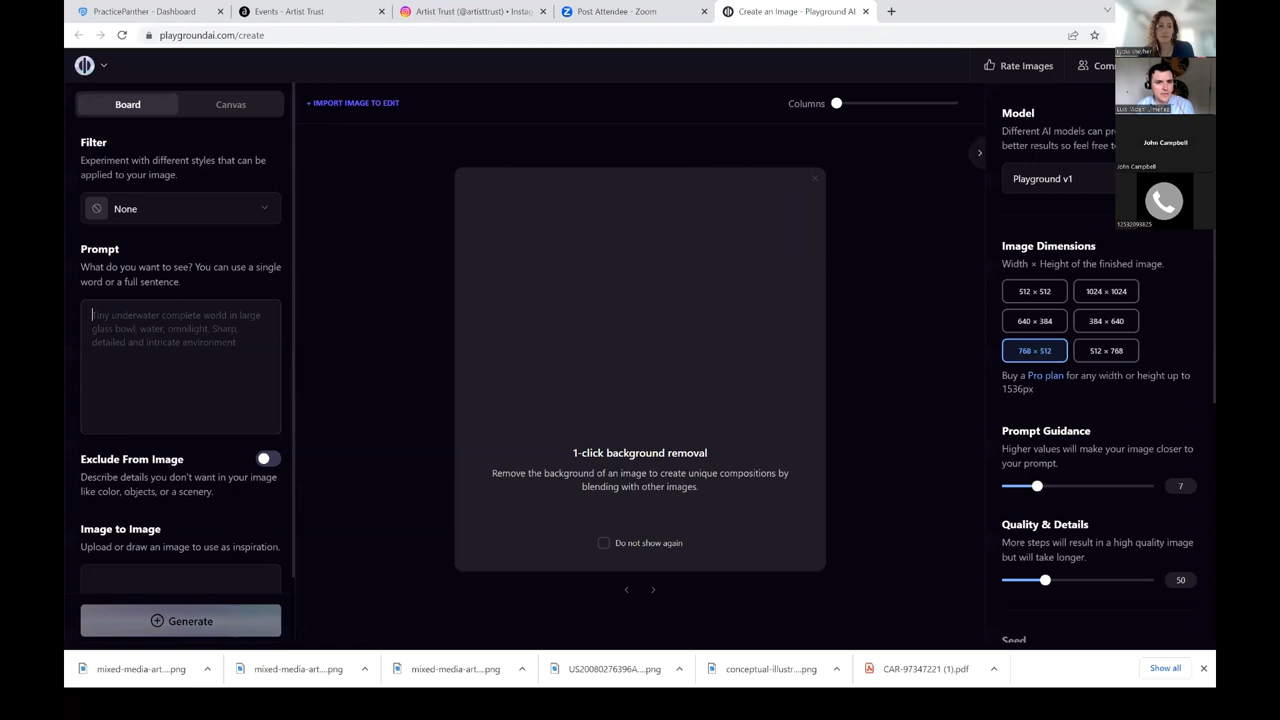 PracticePanther - Dashboard
Events - Artist Trust
Artist Trust (@artisttrust) • Instag
Post Attendee - Zoom
Create an Image - Playground AI
playgroundai.com/create
Rate Images
Com
Board
Canvas
+ IMPORT IMAGE TO EDIT
Columns
Filter
Experiment with different styles that can be
applied to your image.
None
Prompt
What do you want to see? You can use a single
word or a full sentence.
Tiny underwater complete world in large
glass bowl, water, omnilight, Sharp,
detailed and intricate environment
Exclude From Image
Describe details you don't want in your image
like color, objects, or a scenery.
Image to Image
Upload or draw an image to use as inspiration.
Generate
1-click background removal
Remove the background of an image to create unique compositions by
blending with other images.
Do not show again
Model
Different AI models can pro
better results so feel free to
Playground v1
Image Dimensions
Width × Height of the finished image.
512 × 512
1024 × 1024
640 × 384
384 × 640
768 × 512
512 × 768
Buy a Pro plan for any width or height up to
1536px
Prompt Guidance
Higher values will make your image closer to
your prompt.
7
Quality & Details
More steps will result in a high quality image
but will take longer.
50
Seed
John Campbell
John Campbell
12532093825
mixed-media-art....png
mixed-media-art....png
mixed-media-art....png
US20080276396A....png
conceptual-illustr....png
CAR-97347221 (1).pdf
Show all